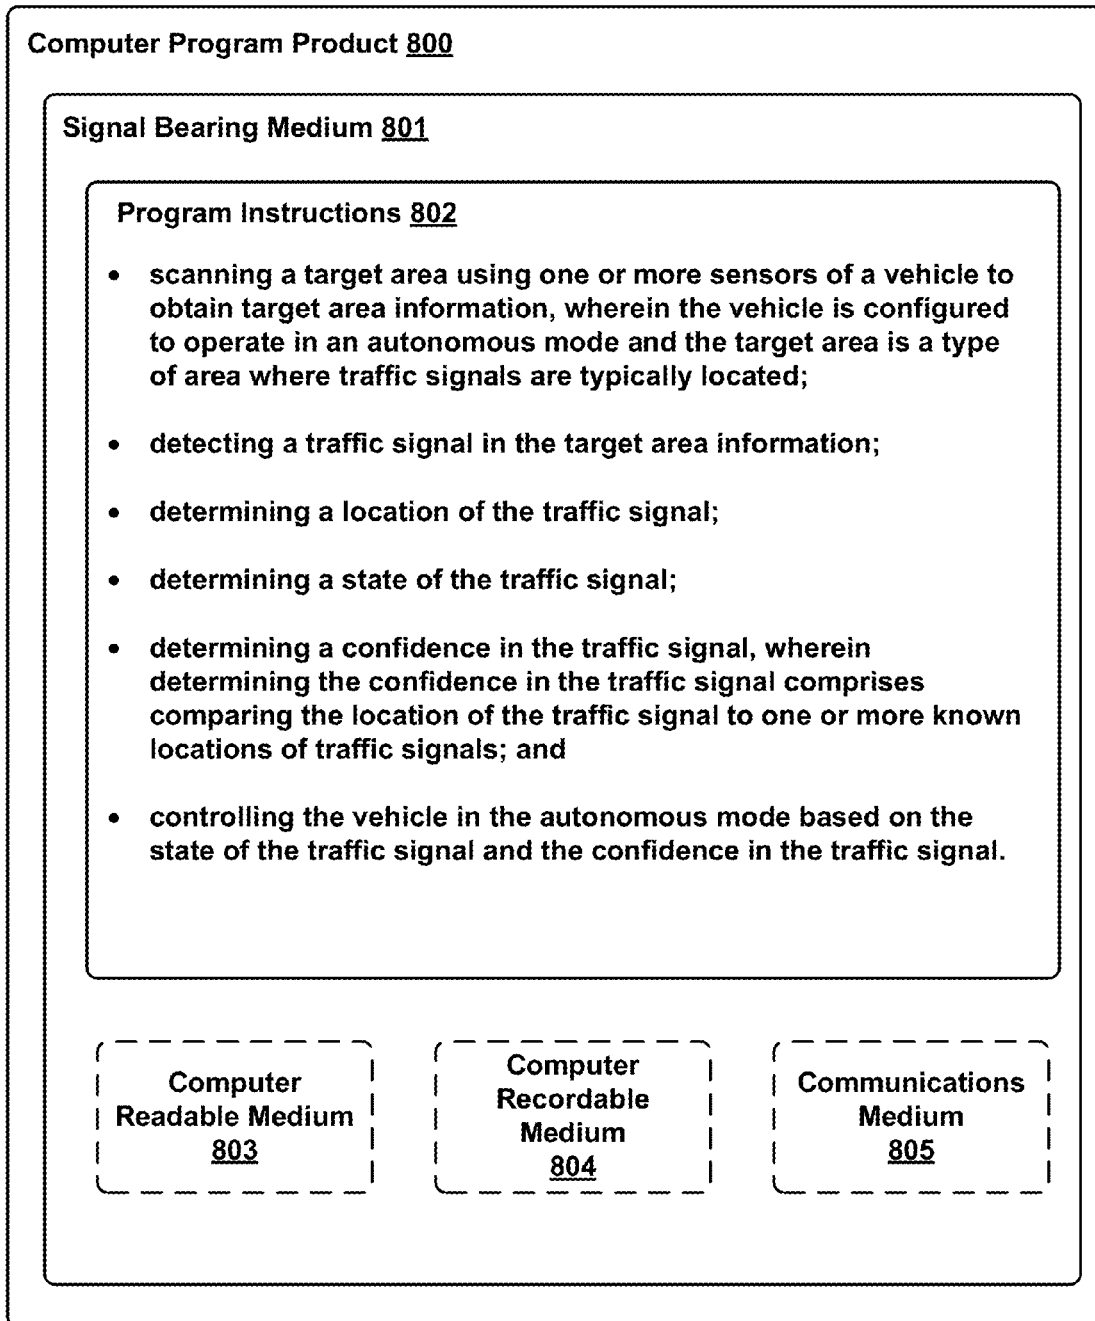 Computer Program Product 800
Signal Bearing Medium 801
Program Instructions 802
• scanning a target area using one or more sensors of a vehicle to
obtain target area information, wherein the vehicle is configured
to operate in an autonomous mode and the target area is a type
of area where traffic signals are typically located;
• detecting a traffic signal in the target area information;
• determining a location of the traffic signal;
• determining a state of the traffic signal;
• determining a confidence in the traffic signal, wherein
determining the confidence in the traffic signal comprises
comparing the location of the traffic signal to one or more known
locations of traffic signals; and
• controlling the vehicle in the autonomous mode based on the
state of the traffic signal and the confidence in the traffic signal.
Computer
Readable Medium
803
Computer
Recordable
Medium
804
Communications
Medium
805